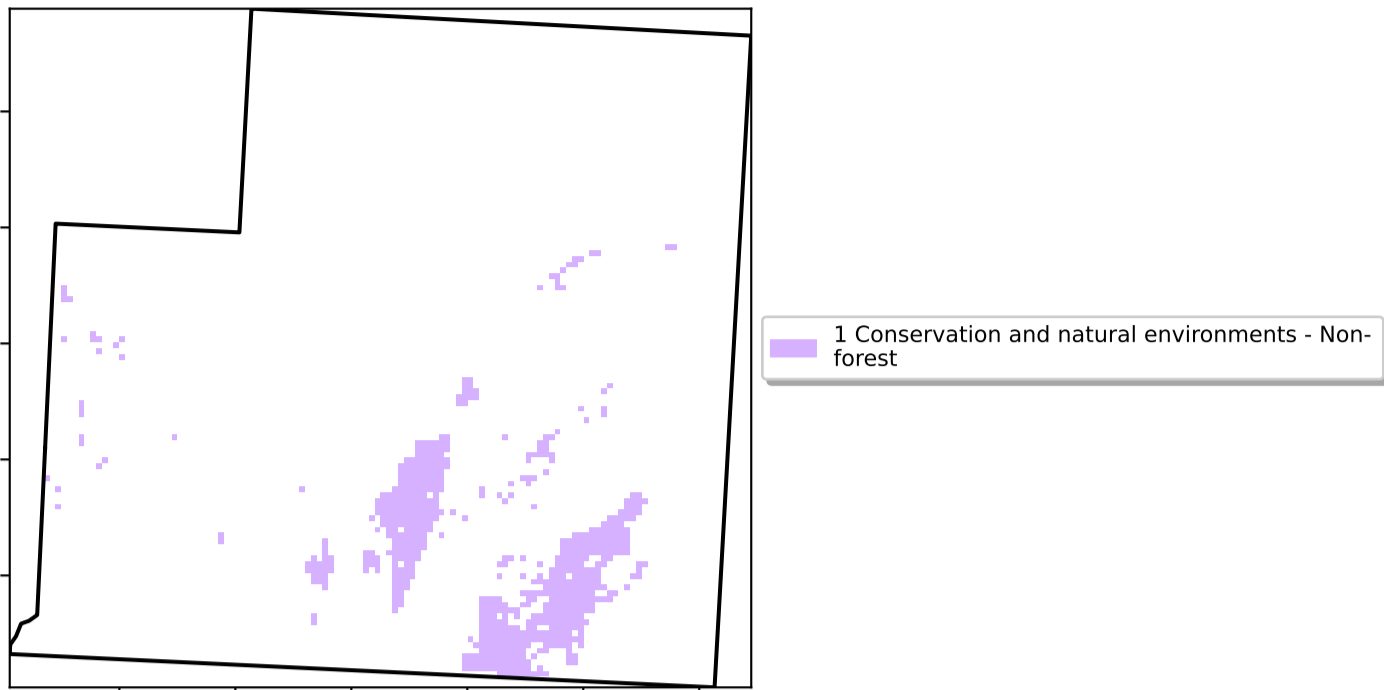 1 Conservation and natural environments - Non-
forest